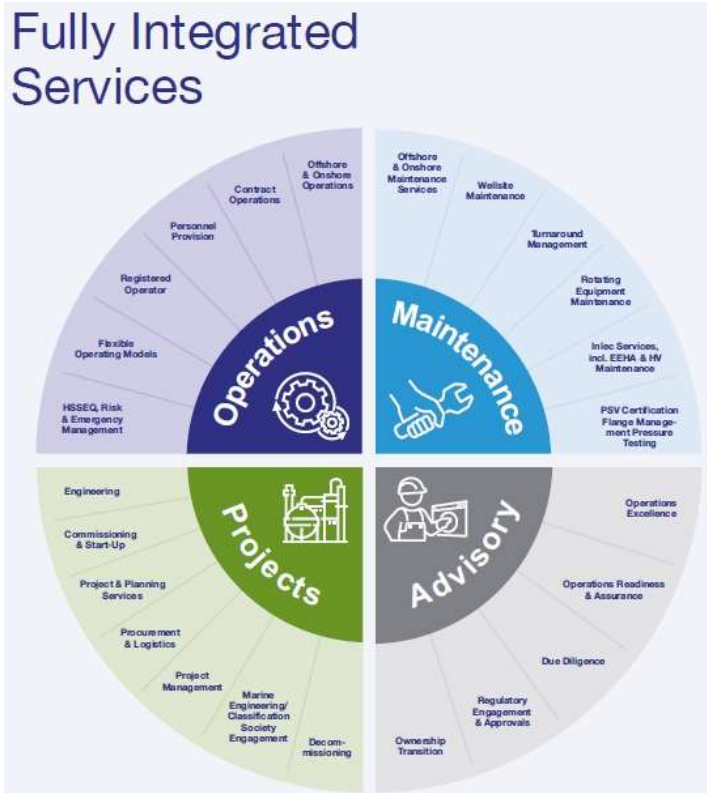 Fully Integrated
Services
Offshore
& Onshore
Operations
Contract
Operations
Personnel
Provision
Registered
Operator
Flexible
Operating Models
HSSEQ, Risk
& Emergency
Management
Operations
Offshore
& Onshore
Maintenance
Services
Wellsite
Maintenance
Turnaround
Management
Rotating
Equipment
Maintenance
Inlec Services,
incl. EEHA & HV
Maintenance
PSV Certification
Flange Manage-
ment Pressure
Testing
Maintenance
Engineering
Commissioning
& Start-Up
Project & Planning
Services
Procurement
& Logistics
Project
Management
Marine
Engineering/
Classification
Society
Engagement
Decom-
missioning
Projects
Operations
Excellence
Operations Readiness
& Assurance
Due Diligence
Regulatory
Engagement
& Approvals
Ownership
Transition
Advisory